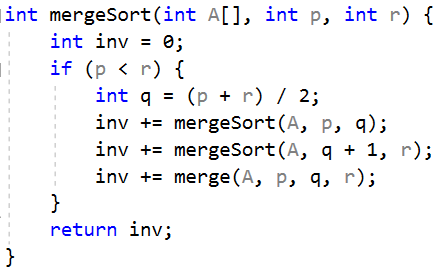 int mergeSort(int A[], int p, int r) {
    int inv = 0;
    if (p < r) {
        int q = (p + r) / 2;
        inv += mergeSort(A, p, q);
        inv += mergeSort(A, q + 1, r);
        inv += merge(A, p, q, r);
    }
    return inv;
}